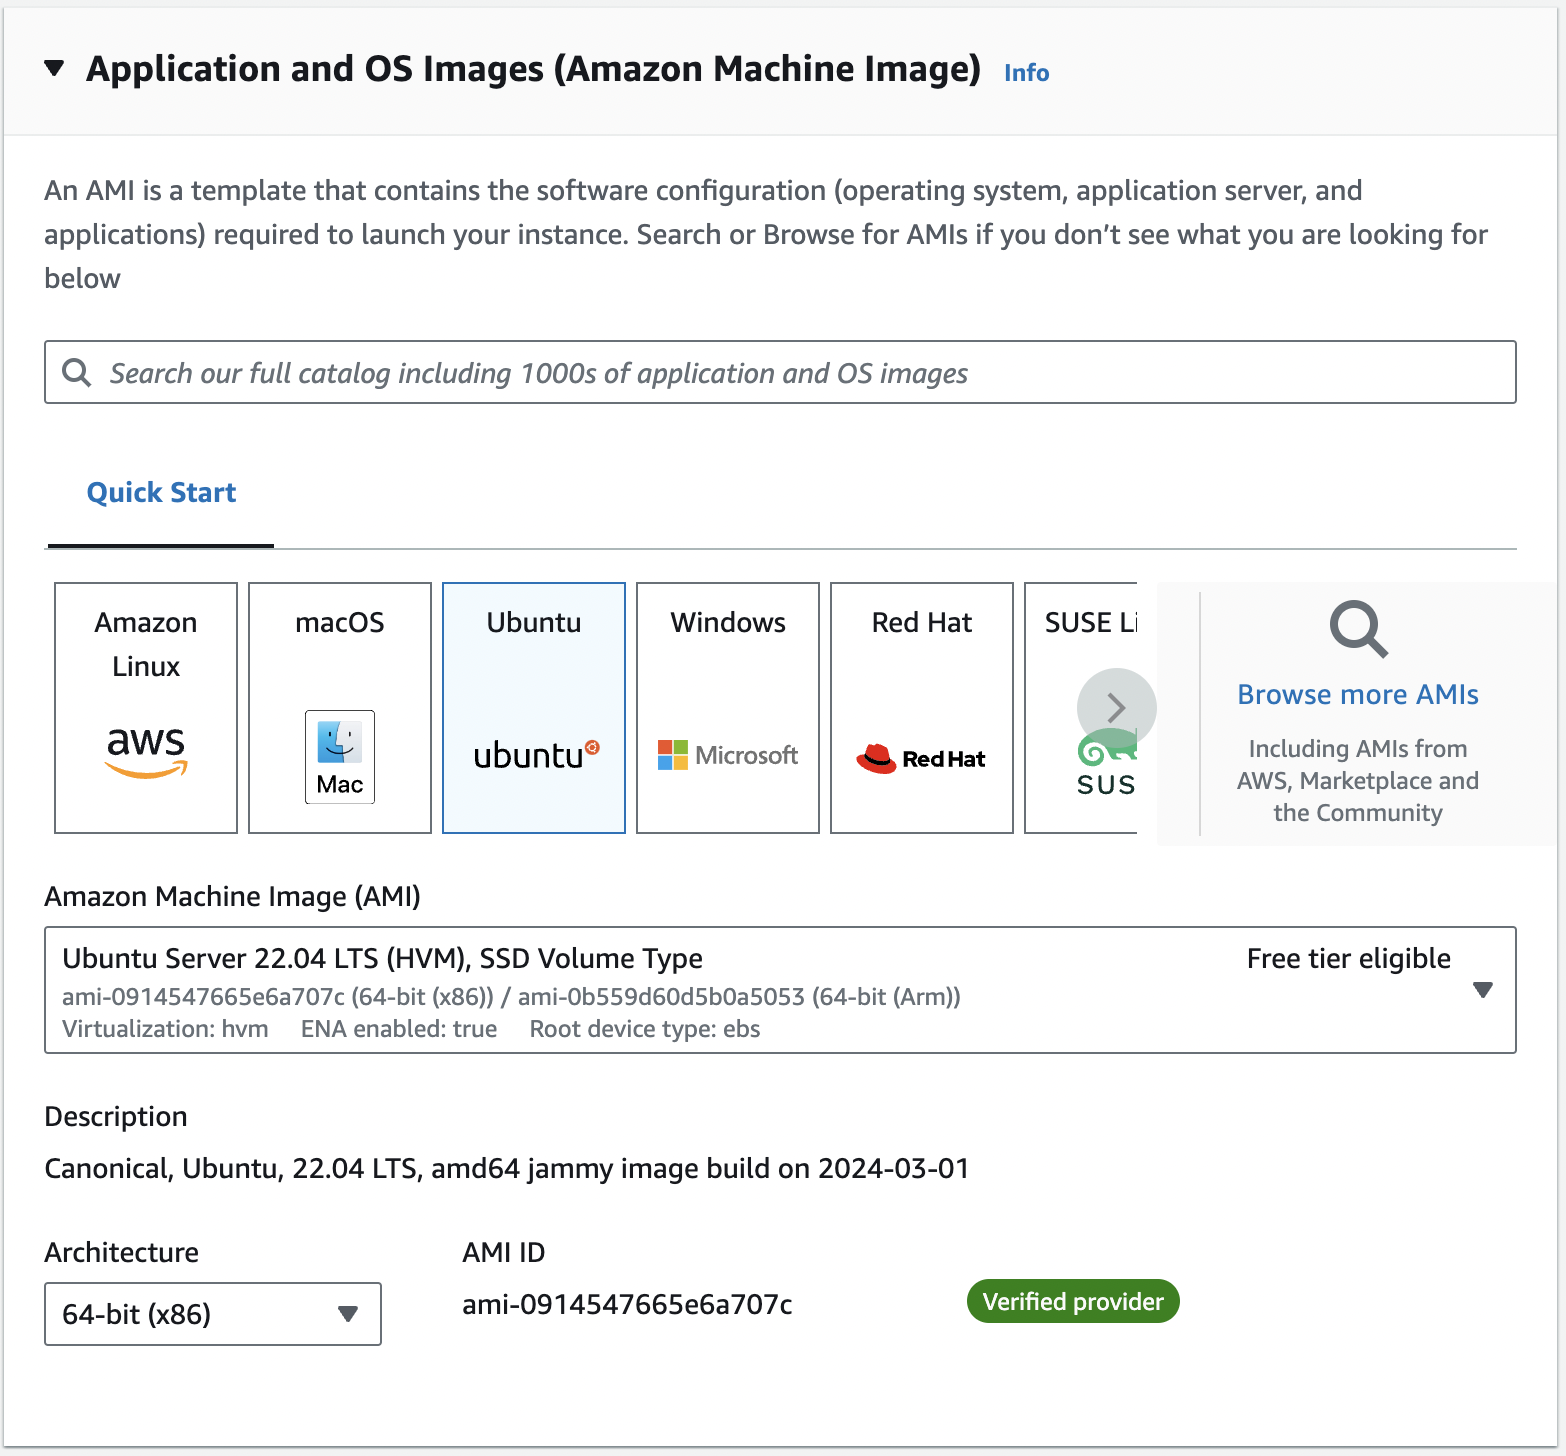 Application and OS Images (Amazon Machine Image) Info
An AMI is a template that contains the software configuration (operating system, application server, and
applications) required to launch your instance. Search or Browse for AMIs if you don’t see what you are looking for
below
Search our full catalog including 1000s of application and OS images
Quick Start
Amazon
Linux
aws
macOS
Mac
Ubuntu
ubuntu
Windows
Microsoft
Red Hat
Red Hat
SUSE Li
SUS
Browse more AMIs
Including AMIs from
AWS, Marketplace and
the Community
Amazon Machine Image (AMI)
Ubuntu Server 22.04 LTS (HVM), SSD Volume Type Free tier eligible
ami-0914547665e6a707c (64-bit (x86)) / ami-0b559d60d5b0a5053 (64-bit (Arm))
Virtualization: hvm ENA enabled: true Root device type: ebs
Description
Canonical, Ubuntu, 22.04 LTS, amd64 jammy image build on 2024-03-01
Architecture
64-bit (x86)
AMI ID
ami-0914547665e6a707c
Verified provider